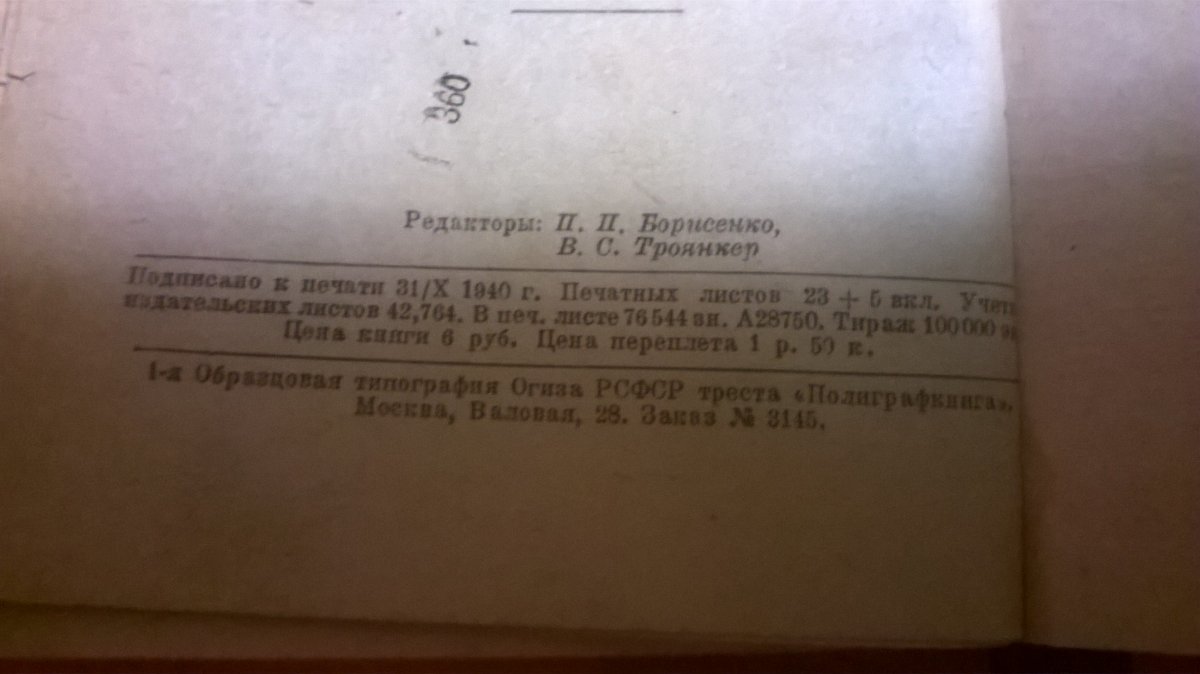 360
Редакторы: П. П. Борисенко,
В. С. Троянкер
Подписано к печати 31/X 1940 г. Печатных листов 23 + 5 вкл. Учетн
издательских листов 42,764. В печ. листе 76544 зн. А28750. Тираж 100000 эк
Цена книги 6 руб. Цена переплета 1 р. 50 к.
1-я Образцовая типография Огиза РСФСР треста «Полиграфкнига».
Москва, Валовая, 28. Заказ № 3145.